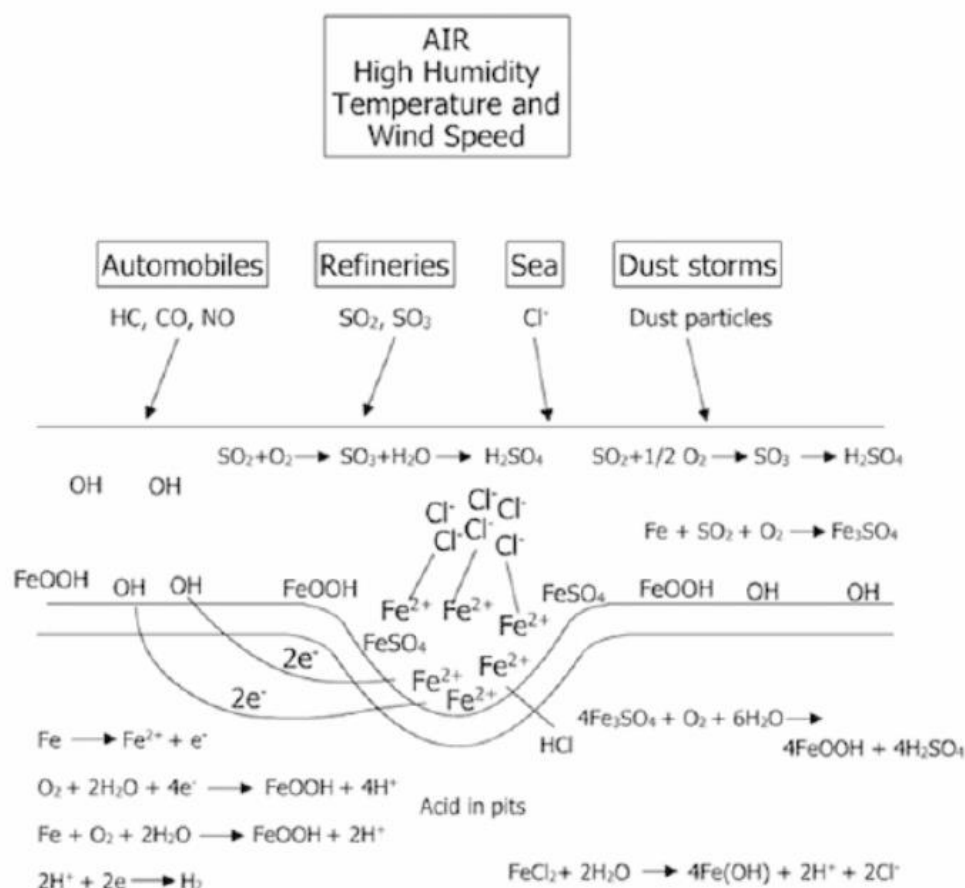 AIR
High Humidity
Temperature and
Wind Speed
Automobiles Refineries Sea Dust storms
HC, CO, NO SO₂, SO₃ Cl⁻ Dust particles
SO₂+O₂ → SO₃+H₂O → H₂SO₄ SO₂+1/2 O₂ → SO₃ → H₂SO₄
OH OH
Cl⁻ Cl⁻ Cl⁻
Cl⁻ Cl⁻ Cl⁻
Fe + SO₂ + O₂ → Fe₃SO₄
FeOOH OH OH FeOOH Fe²⁺ Fe²⁺ Fe²⁺ FeSO₄ FeOOH OH OH
FeSO₄
2e⁻ Fe²⁺ Fe²⁺
2e⁻ Fe²⁺
4Fe₃SO₄ + O₂ + 6H₂O →
HCl
4FeOOH + 4H₂SO₄
Fe → Fe²⁺ + e⁻
O₂ + 2H₂O + 4e⁻ → FeOOH + 4H⁺
Acid in pits
Fe + O₂ + 2H₂O → FeOOH + 2H⁺
2H⁺ + 2e → H₂
FeCl₂+ 2H₂O → 4Fe(OH) + 2H⁺ + 2Cl⁻